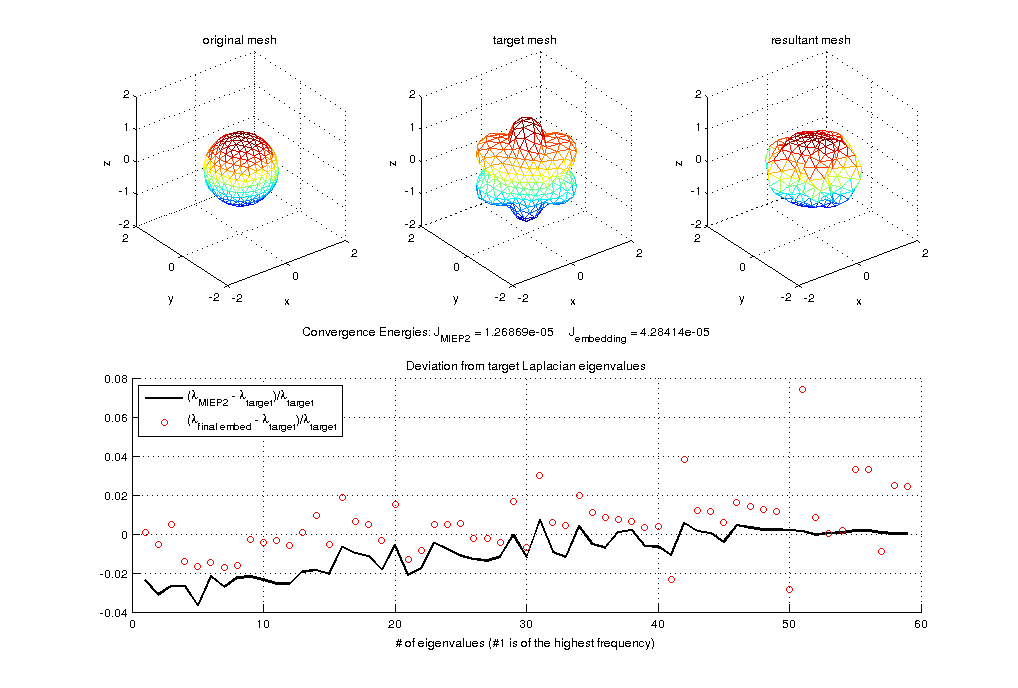 original mesh
target mesh
resultant mesh
2
1
0
-1
-2
z
2
0
-2
y
-2
0
2
x
2
1
0
-1
-2
z
2
0
-2
y
-2
0
2
x
2
1
0
-1
-2
z
2
0
-2
y
-2
0
2
x
Convergence Energies: J_MIEP2 = 1.26869e-05 J_embedding = 4.28414e-05
Deviation from target Laplacian eigenvalues
(λ_MIEP2 - λ_target)/λ_target
(λ_final embed - λ_target)/λ_target
0.08
0.06
0.04
0.02
0
-0.02
-0.04
0 10 20 30 40 50 60
# of eigenvalues (#1 is of the highest frequency)